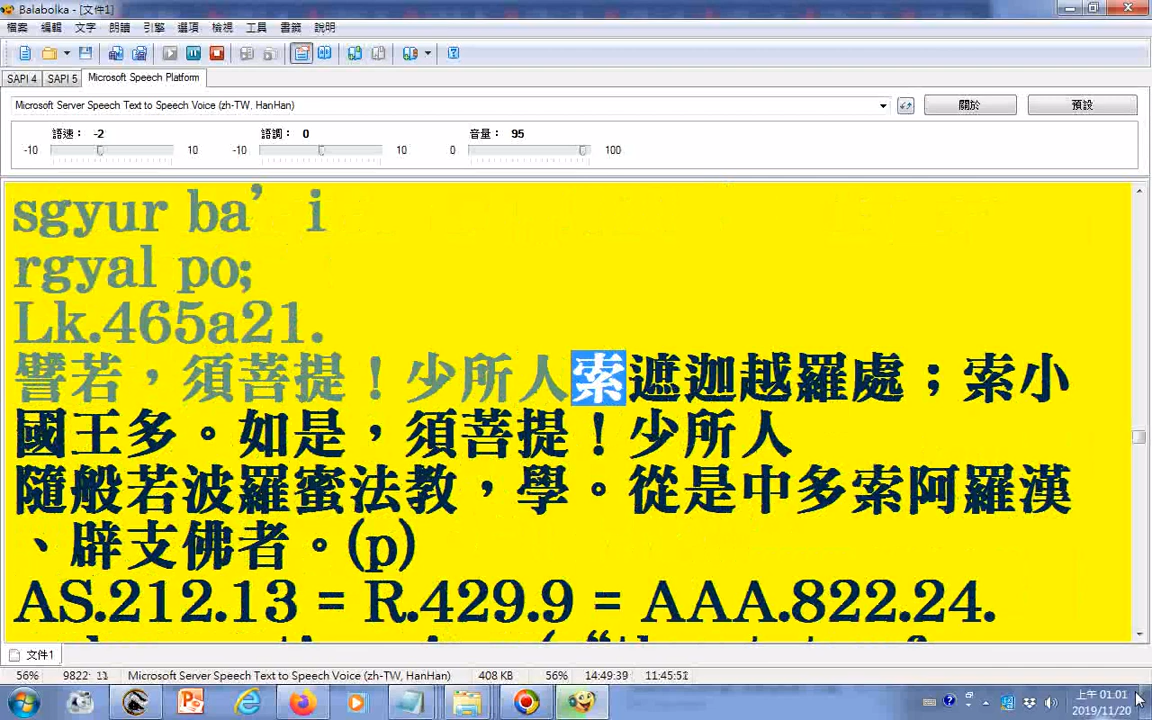 Balabolka - [文件1]
檔案 編輯 文字 朗讀 引擎 選項 檢視 工具 書籤 說明
SAPI 4 SAPI 5 Microsoft Speech Platform
Microsoft Server Speech Text to Speech Voice (zh-TW, HanHan) 關於 預設
語速： -2 語調： 0 音量： 95
-10 10 -10 10 0 100
sgyur ba’ i
rgyal po;
Lk.465a21.
譬若，須菩提！少所人索遮迦越羅處；索小
國王多。如是，須菩提！少所人
隨般若波羅蜜法教，學。從是中多索阿羅漢
、辟支佛者。(p)
AS.212.13 = R.429.9 = AAA.822.24.
文件1
56% 9822: 11 Microsoft Server Speech Text to Speech Voice (zh-TW, HanHan) 408 KB 56% 14:49:39 11:45:51
上午 01:01
2019/11/20